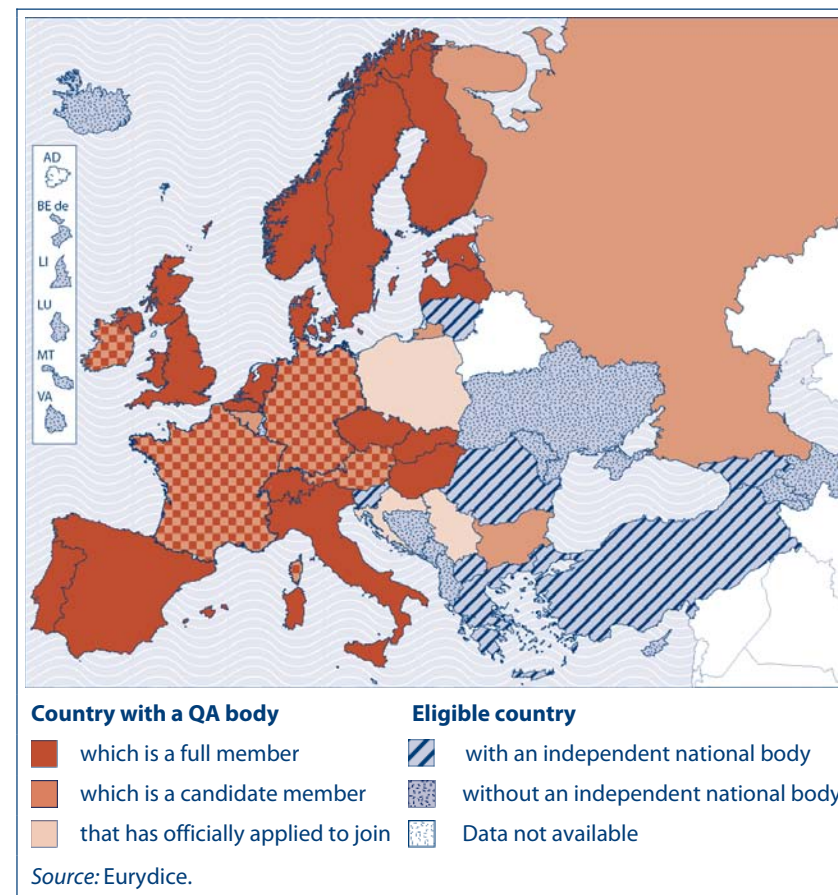 AD
BE de
LI
LU
MT
VA
Country with a QA body
Eligible country
which is a full member
with an independent national body
which is a candidate member
without an independent national body
that has officially applied to join
Data not available
Source: Eurydice.